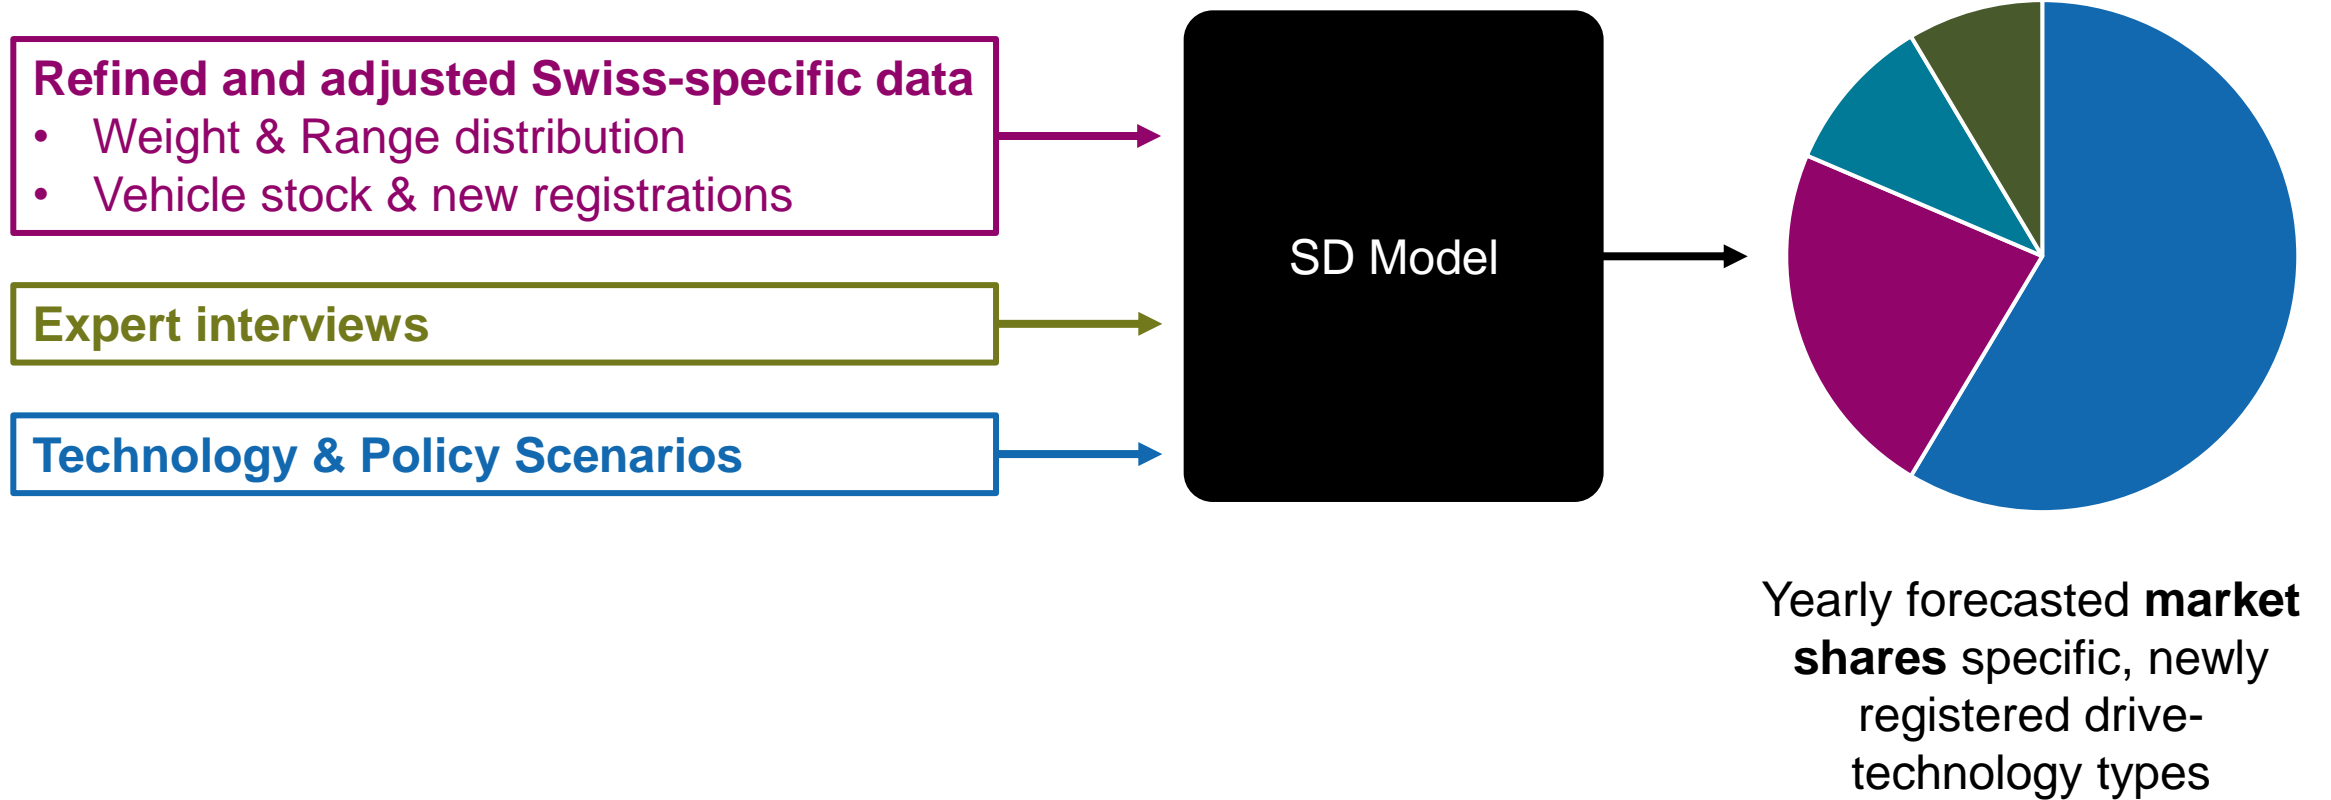 Refined and adjusted Swiss-specific data
• Weight & Range distribution
• Vehicle stock & new registrations
Expert interviews
Technology & Policy Scenarios
SD Model
Yearly forecasted market
shares specific, newly
registered drive-
technology types